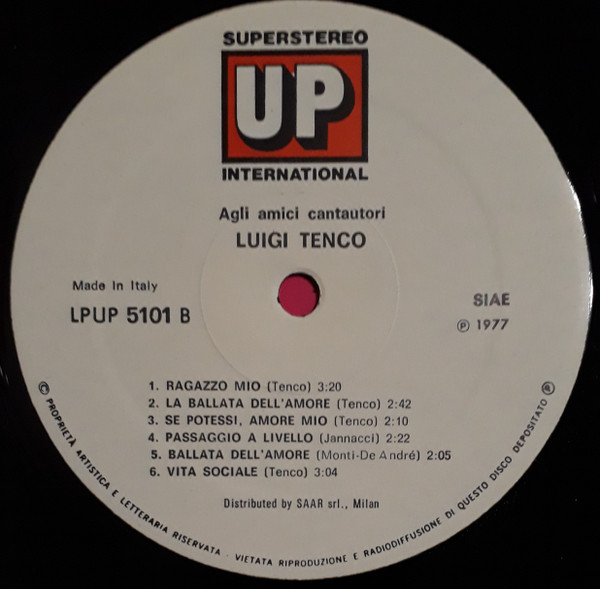 SUPERSTEREO
UP
INTERNATIONAL
Agli amici cantautori
LUIGI TENCO
Made In Italy
LPUP 5101 B
SIAE
℗ 1977
1. RAGAZZO MIO (Tenco) 3:20
2. LA BALLATA DELL'AMORE (Tenco) 2:42
3. SE POTESSI, AMORE MIO (Tenco) 2:10
4. PASSAGGIO A LIVELLO (Jannacci) 2:22
5. BALLATA DELL'AMORE (Monti-De André) 2:05
6. VITA SOCIALE (Tenco) 3:04
Distributed by SAAR srl., Milan
© PROPRIETÀ ARTISTICA E LETTERARIA RISERVATA - VIETATA RIPRODUZIONE E RADIODIFFUSIONE DI QUESTO DISCO DEPOSITATO ℗